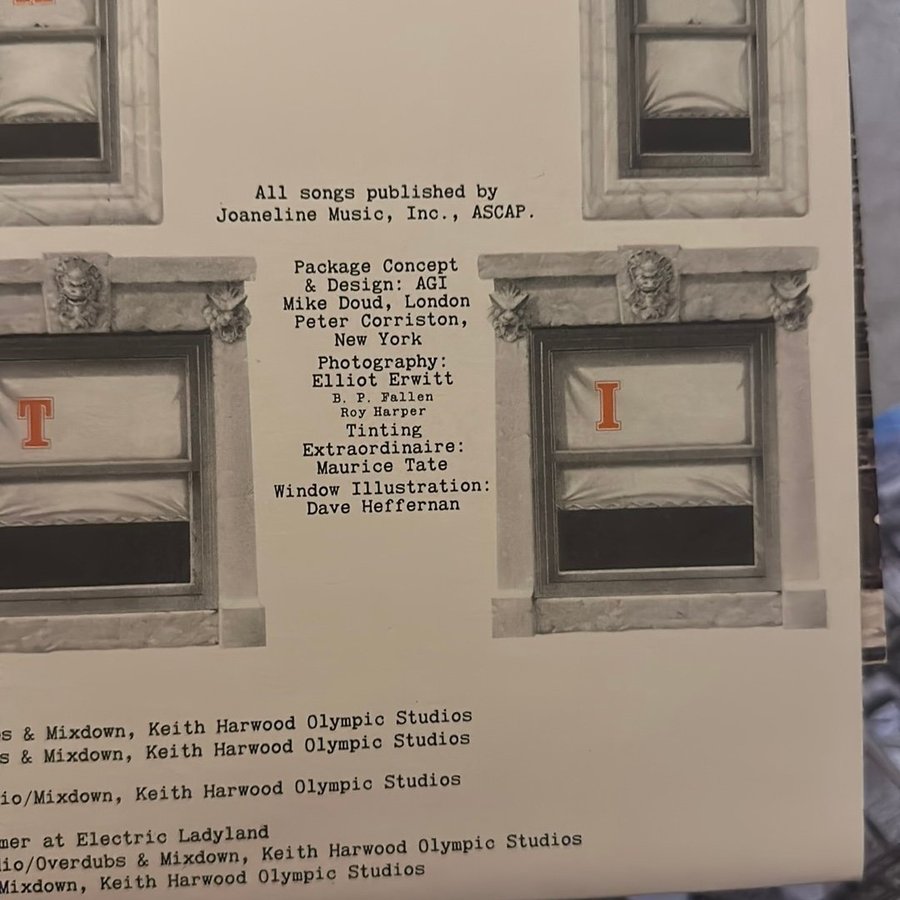 All songs published by
Joaneline Music, Inc., ASCAP.
Package Concept
& Design: AGI
Mike Doud, London
Peter Corriston,
New York
Photography:
Elliot Erwitt
B. P. Fallen
Roy Harper
Tinting
Extraordinaire:
Maurice Tate
Window Illustration:
Dave Heffernan
T
I
& Mixdown, Keith Harwood Olympic Studios
& Mixdown, Keith Harwood Olympic Studios
io/Mixdown, Keith Harwood Olympic Studios
mer at Electric Ladyland
io/Overdubs & Mixdown, Keith Harwood Olympic Studios
Mixdown, Keith Harwood Olympic Studios